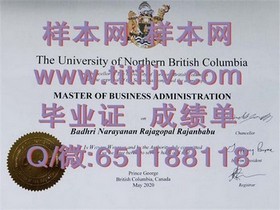 样本网 样本网
The University of Northern British Columbia
www.titfljv.com
MASTER OF BUSINESS ADMINISTRATION
毕业证 成绩单
Badhri Narayanan Rajagopal Rajanbabu
Chancellor
Q/微:651188118
Prince George
British Columbia, Canada
May 2020
Registrar